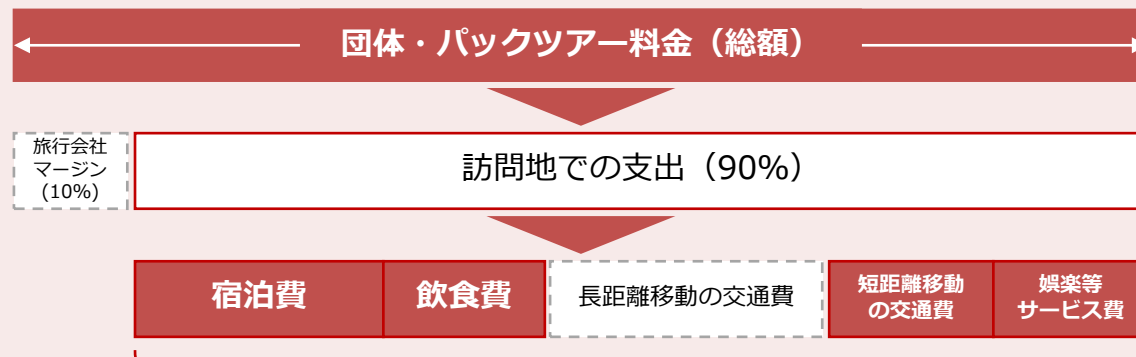 団体・パックツアー料金（総額）
旅行会社
マージン
(10%)
訪問地での支出（90%）
宿泊費
飲食費
長距離移動の交通費
短距離移動
の交通費
娯楽等
サービス費